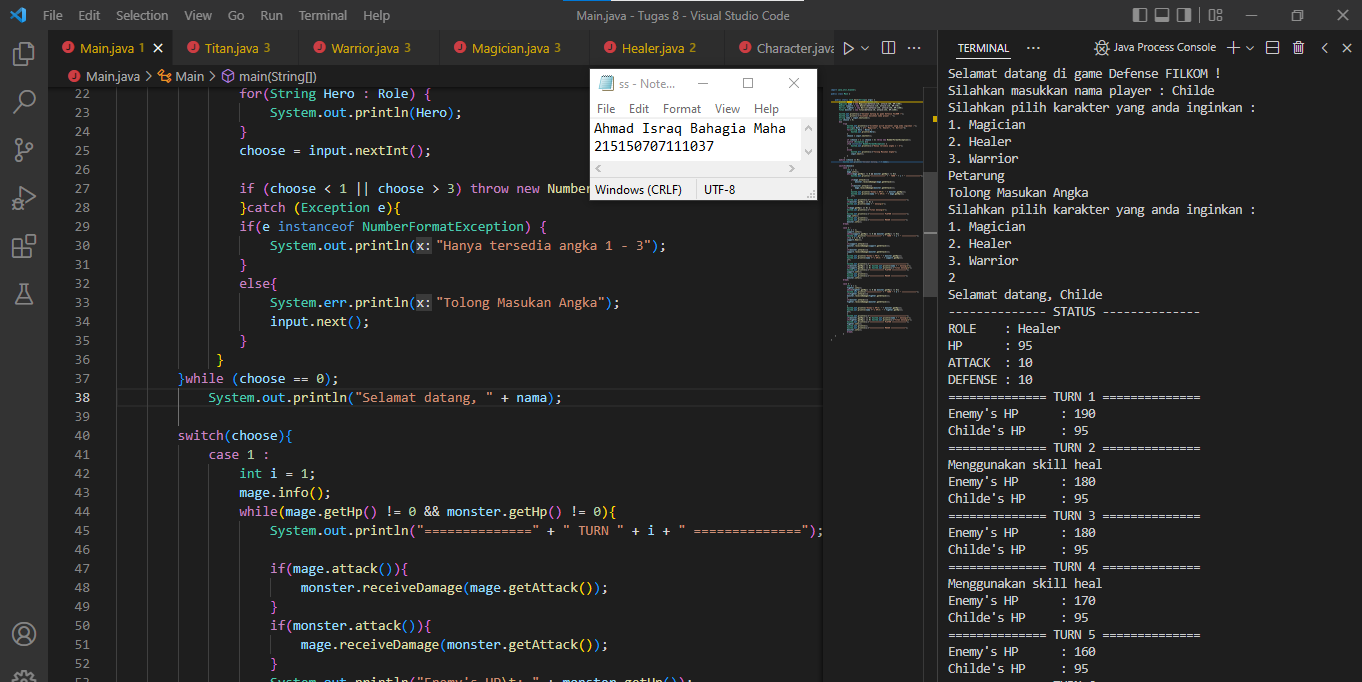 File Edit Selection View Go Run Terminal Help
Main.java - Tugas 8 - Visual Studio Code
Main.java 1
Titan.java 3
Warrior.java 3
Magician.java 3
Healer.java 2
Character.java
Main.java > Main > main(String[])
22 for(String Hero : Role) {
23 System.out.println(Hero);
24 }
25 choose = input.nextInt();
26
27 if (choose < 1 || choose > 3) throw new Number
28 }catch (Exception e){
29 if(e instanceof NumberFormatException) {
30 System.out.println(x: "Hanya tersedia angka 1 - 3");
31 }
32 else{
33 System.err.println(x: "Tolong Masukan Angka");
34 input.next();
35 }
36 }
37 }while (choose == 0);
38 System.out.println("Selamat datang, " + nama);
39
40 switch(choose){
41 case 1 :
42 int i = 1;
43 mage.info();
44 while(mage.getHp() != 0 && monster.getHp() != 0){
45 System.out.println("==============" + " TURN " + i + " ==============");
46
47 if(mage.attack()){
48 monster.receiveDamage(mage.getAttack());
49 }
50 if(monster.attack()){
51 mage.receiveDamage(monster.getAttack());
52 }
53 System.out.println("Enemy's HP\t: " + monster.getHp());
ss - Note...
File Edit Format View Help
Ahmad Israq Bahagia Maha
215150707111037
Windows (CRLF) UTF-8
TERMINAL
Java Process Console
Selamat datang di game Defense FILKOM !
Silahkan masukkan nama player : Childe
Silahkan pilih karakter yang anda inginkan :
1. Magician
2. Healer
3. Warrior
Petarung
Tolong Masukan Angka
Silahkan pilih karakter yang anda inginkan :
1. Magician
2. Healer
3. Warrior
2
Selamat datang, Childe
-------------- STATUS --------------
ROLE : Healer
HP : 95
ATTACK : 10
DEFENSE : 10
============== TURN 1 ==============
Enemy's HP : 190
Childe's HP : 95
============== TURN 2 ==============
Menggunakan skill heal
Enemy's HP : 180
Childe's HP : 95
============== TURN 3 ==============
Enemy's HP : 180
Childe's HP : 95
============== TURN 4 ==============
Menggunakan skill heal
Enemy's HP : 170
Childe's HP : 95
============== TURN 5 ==============
Enemy's HP : 160
Childe's HP : 95